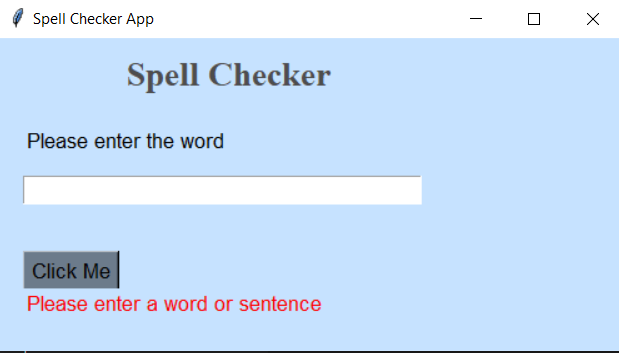 Spell Checker App
Spell Checker
Please enter the word
Click Me
Please enter a word or sentence